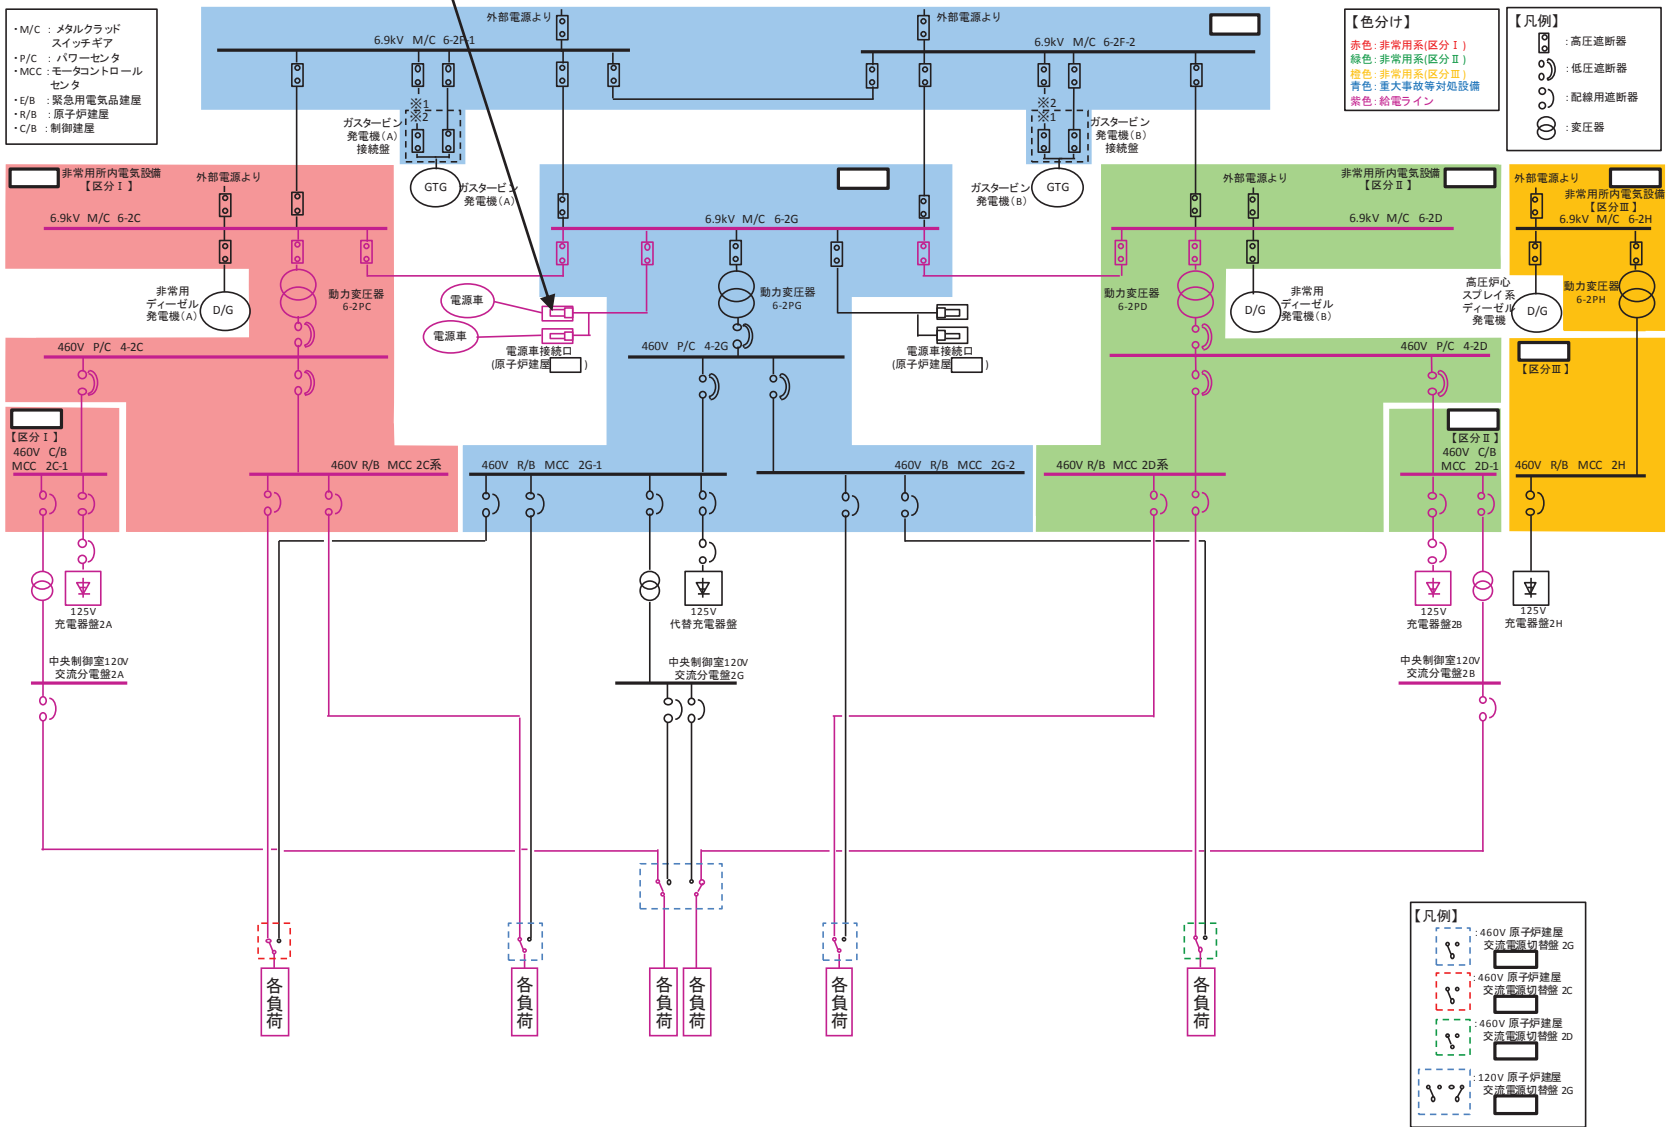 ・M/C ： メタルクラッド
スイッチギア
・P/C ： パワーセンタ
・MCC ：モータコントロール
センタ
・E/B ：緊急用電気品建屋
・R/B ：原子炉建屋
・C/B ：制御建屋
外部電源より
6.9kV M/C 6-2F-1
外部電源より
6.9kV M/C 6-2F-2
【色分け】
赤色：非常用系(区分Ⅰ)
緑色：非常用系(区分Ⅱ)
橙色：非常用系(区分Ⅲ)
青色：重大事故等対処設備
紫色：給電ライン
【凡例】
：高圧遮断器
：低圧遮断器
：配線用遮断器
：変圧器
※1
※2
ガスタービン
発電機(A)
接続盤
GTG
ガスタービン
発電機(A)
※2
※1
ガスタービン
発電機(B)
接続盤
GTG
ガスタービン
発電機(B)
非常用所内電気設備
【区分Ⅰ】
外部電源より
6.9kV M/C 6-2C
6.9kV M/C 6-2G
外部電源より
非常用所内電気設備
【区分Ⅱ】
6.9kV M/C 6-2D
外部電源より
非常用所内電気設備
【区分Ⅲ】
6.9kV M/C 6-2H
非常用
ディーゼル
発電機(A)
D/G
動力変圧器
6-2PC
電源車
電源車
電源車接続口
(原子炉建屋 )
動力変圧器
6-2PG
電源車接続口
(原子炉建屋 )
動力変圧器
6-2PD
D/G
非常用
ディーゼル
発電機(B)
高圧炉心
スプレイ系
ディーゼル
発電機
D/G
動力変圧器
6-2PH
460V P/C 4-2C
460V P/C 4-2G
460V P/C 4-2D
【区分Ⅲ】
【区分Ⅰ】
460V C/B
MCC 2C-1
460V R/B MCC 2C系
460V R/B MCC 2G-1
460V R/B MCC 2G-2
460V R/B MCC 2D系
【区分Ⅱ】
460V C/B
MCC 2D-1
460V R/B MCC 2H
125V
充電器盤2A
125V
代替充電器盤
125V
充電器盤2B
125V
充電器盤2H
中央制御室120V
交流分電盤2A
中央制御室120V
交流分電盤2G
中央制御室120V
交流分電盤2B
各負荷
各負荷
各負荷
各負荷
各負荷
各負荷
【凡例】
：460V 原子炉建屋
交流電源切替盤 2G
：460V 原子炉建屋
交流電源切替盤 2C
：460V 原子炉建屋
交流電源切替盤 2D
：120V 原子炉建屋
交流電源切替盤 2G